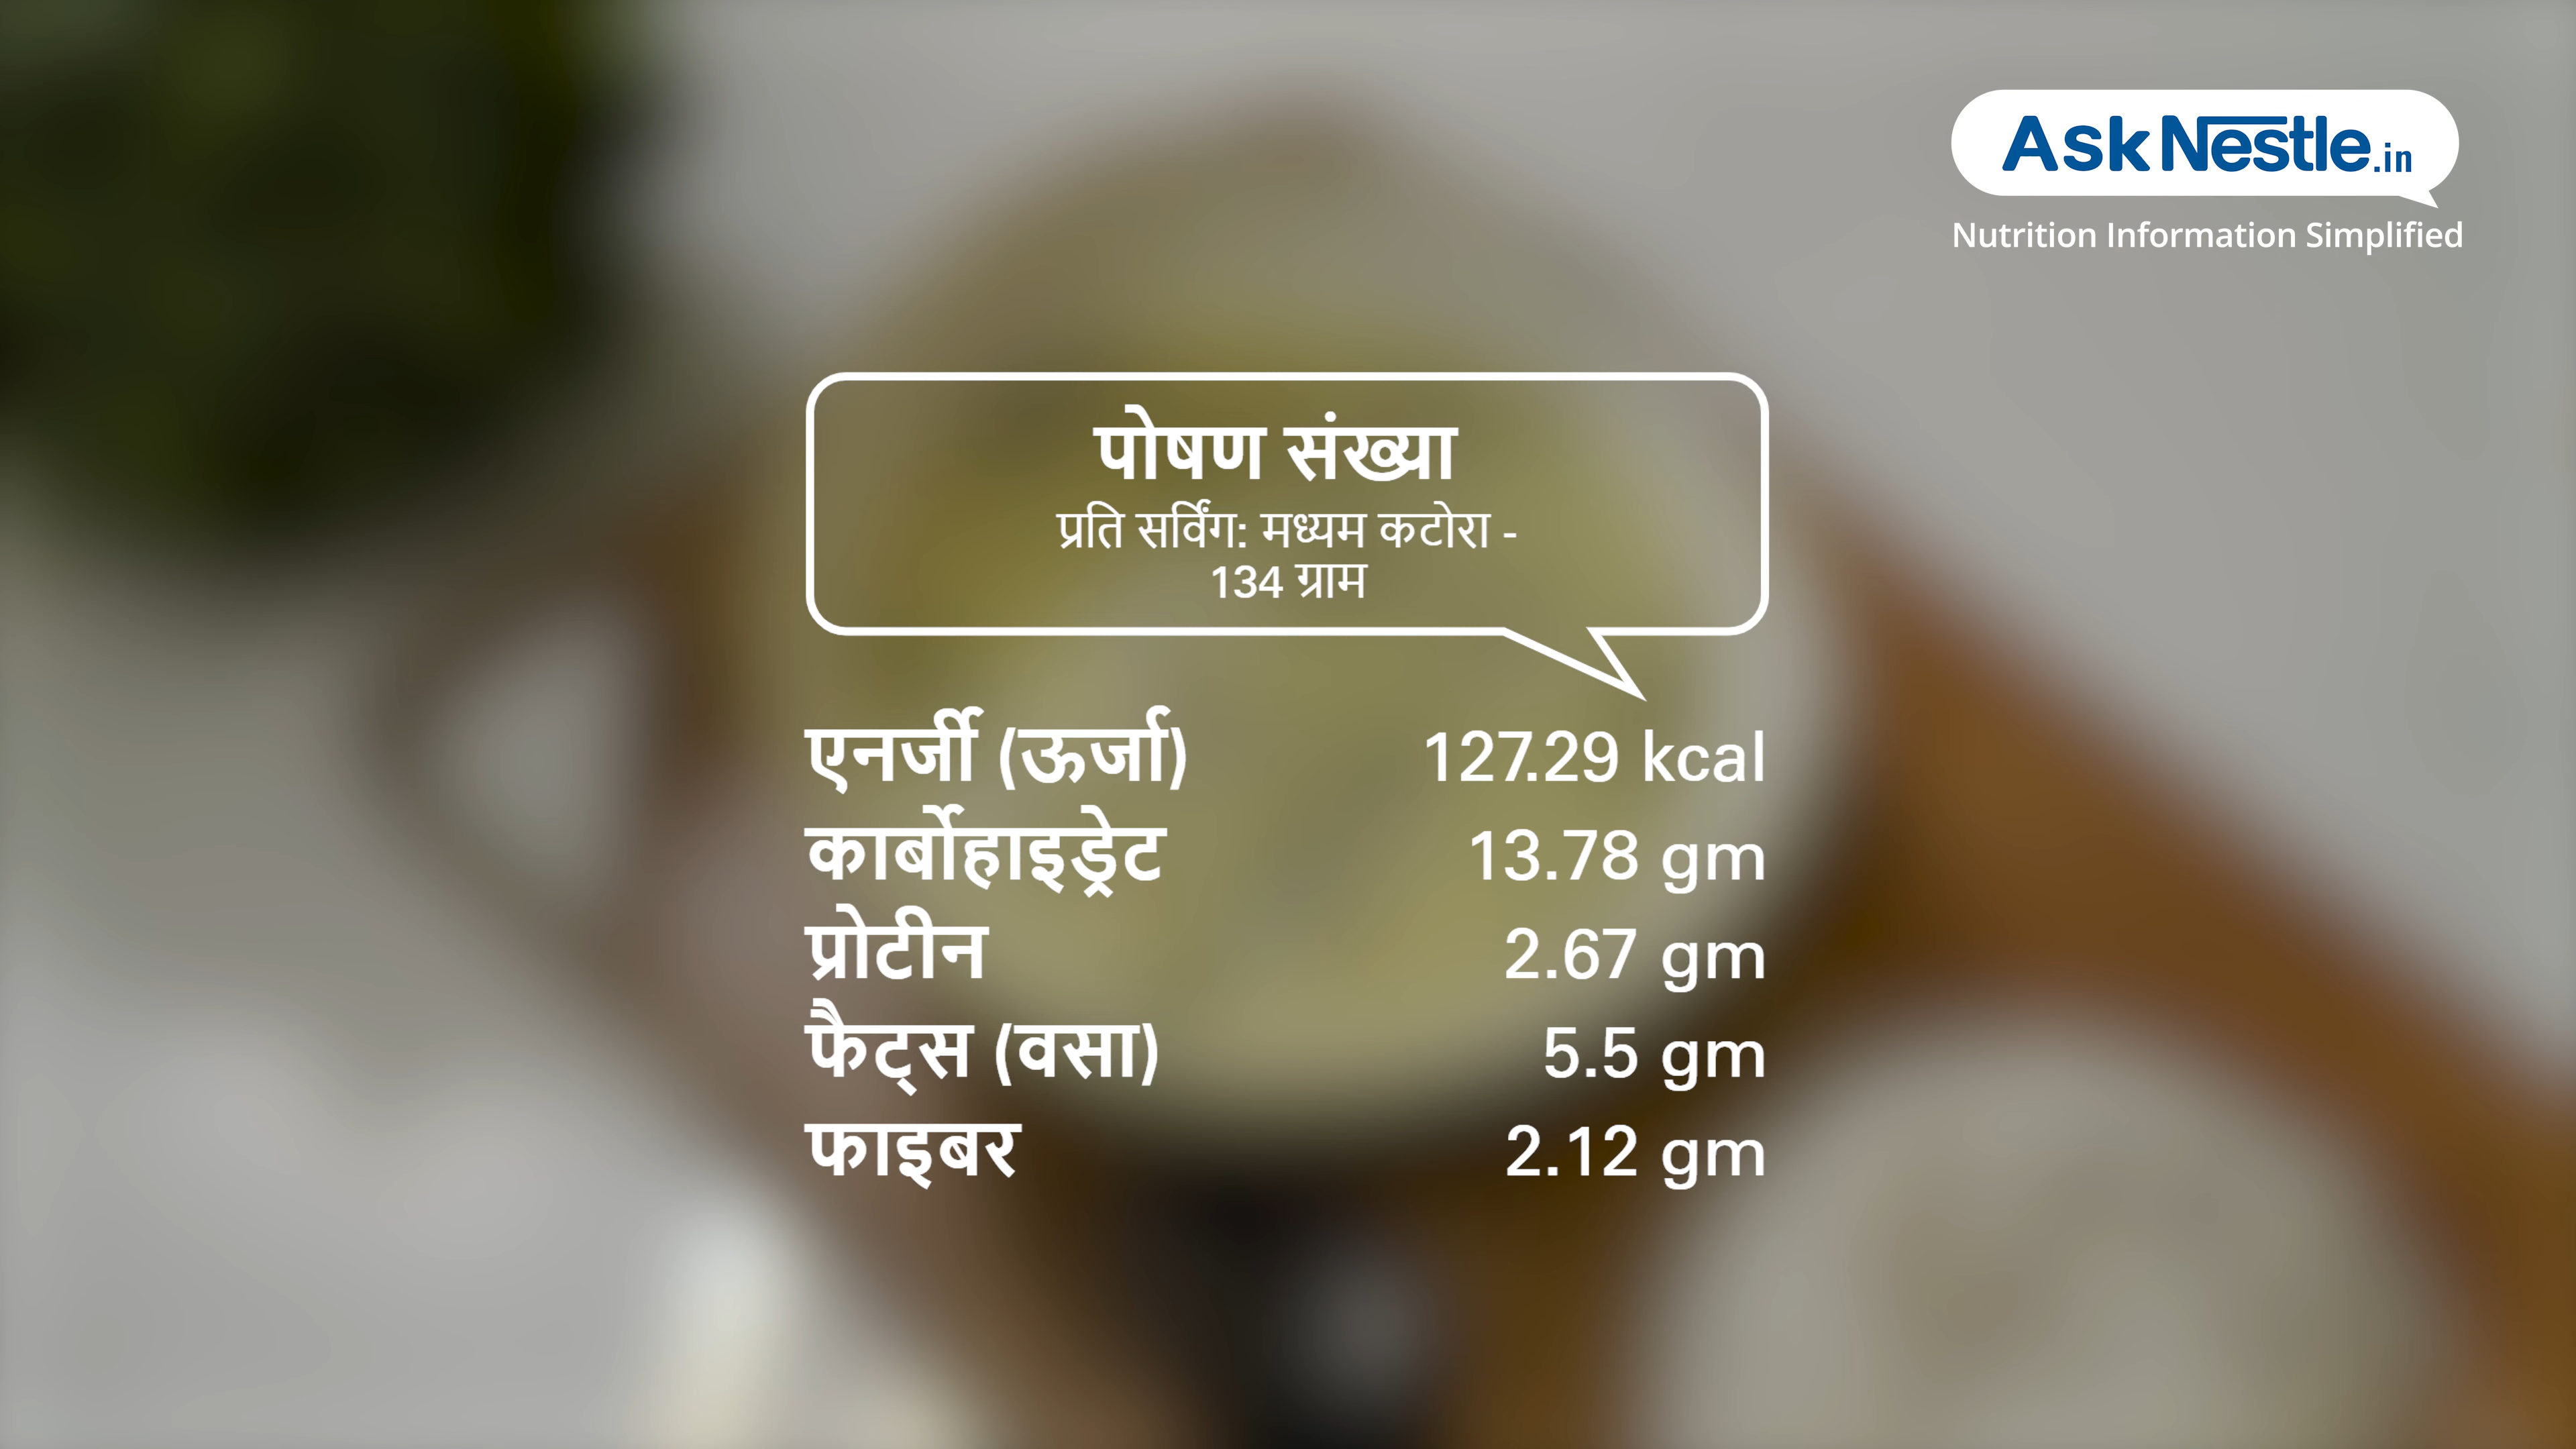 AskNestle.in
Nutrition Information Simplified
पोषण संख्या
प्रति सर्विंग: मध्यम कटोरा -
134 ग्राम
एनर्जी (ऊर्जा) 127.29 kcal
कार्बोहाइड्रेट 13.78 gm
प्रोटीन 2.67 gm
फैट्स (वसा) 5.5 gm
फाइबर 2.12 gm